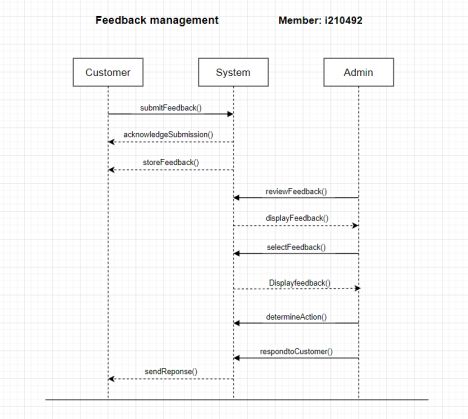 Feedback management Member: i210492
Customer System Admin
submitFeedback()
acknowledgeSubmission()
storeFeedback()
reviewFeedback()
displayFeedback()
selectFeedback()
Displayfeedback()
determineAction()
respondtoCustomer()
sendReponse()